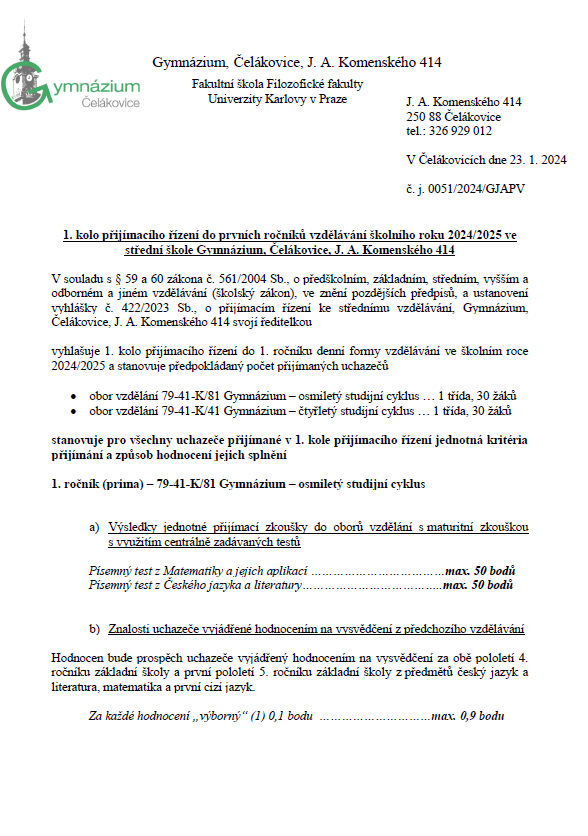 Gymnázium
Čelákovice
Gymnázium, Čelákovice, J. A. Komenského 414
Fakultní škola Filozofické fakulty
Univerzity Karlovy v Praze
J. A. Komenského 414
250 88 Čelákovice
tel.: 326 929 012
V Čelákovicích dne 23. 1. 2024
č. j. 0051/2024/GJAPV
1. kolo přijímacího řízení do prvních ročníků vzdělávání školního roku 2024/2025 ve
střední škole Gymnázium, Čelákovice, J. A. Komenského 414
V souladu s § 59 a 60 zákona č. 561/2004 Sb., o předškolním, základním, středním, vyšším a
odborném a jiném vzdělávání (školský zákon), ve znění pozdějších předpisů, a ustanovení
vyhlášky č. 422/2023 Sb., o přijímacím řízení ke střednímu vzdělávání, Gymnázium,
Čelákovice, J. A. Komenského 414 svojí ředitelkou
vyhlašuje 1. kolo přijímacího řízení do 1. ročníku denní formy vzdělávání ve školním roce
2024/2025 a stanovuje předpokládaný počet přijímaných uchazečů
• obor vzdělání 79-41-K/81 Gymnázium – osmiletý studijní cyklus … 1 třída, 30 žáků
• obor vzdělání 79-41-K/41 Gymnázium – čtyřletý studijní cyklus … 1 třída, 30 žáků
stanovuje pro všechny uchazeče přijímané v 1. kole přijímacího řízení jednotná kritéria
přijímání a způsob hodnocení jejich splnění
1. ročník (prima) – 79-41-K/81 Gymnázium – osmiletý studijní cyklus
a) Výsledky jednotné přijímací zkoušky do oborů vzdělání s maturitní zkouškou
s využitím centrálně zadávaných testů
Písemný test z Matematiky a jejich aplikací ………………………………max. 50 bodů
Písemný test z Českého jazyka a literatury………………………………..max. 50 bodů
b) Znalosti uchazeče vyjádřené hodnocením na vysvědčení z předchozího vzdělávání
Hodnocen bude prospěch uchazeče vyjádřený hodnocením na vysvědčení za obě pololetí 4.
ročníku základní školy a první pololetí 5. ročníku základní školy z předmětů český jazyk a
literatura, matematika a první cizí jazyk.
Za každé hodnocení „výborný“ (1) 0,1 bodu …………………………max. 0,9 bodu